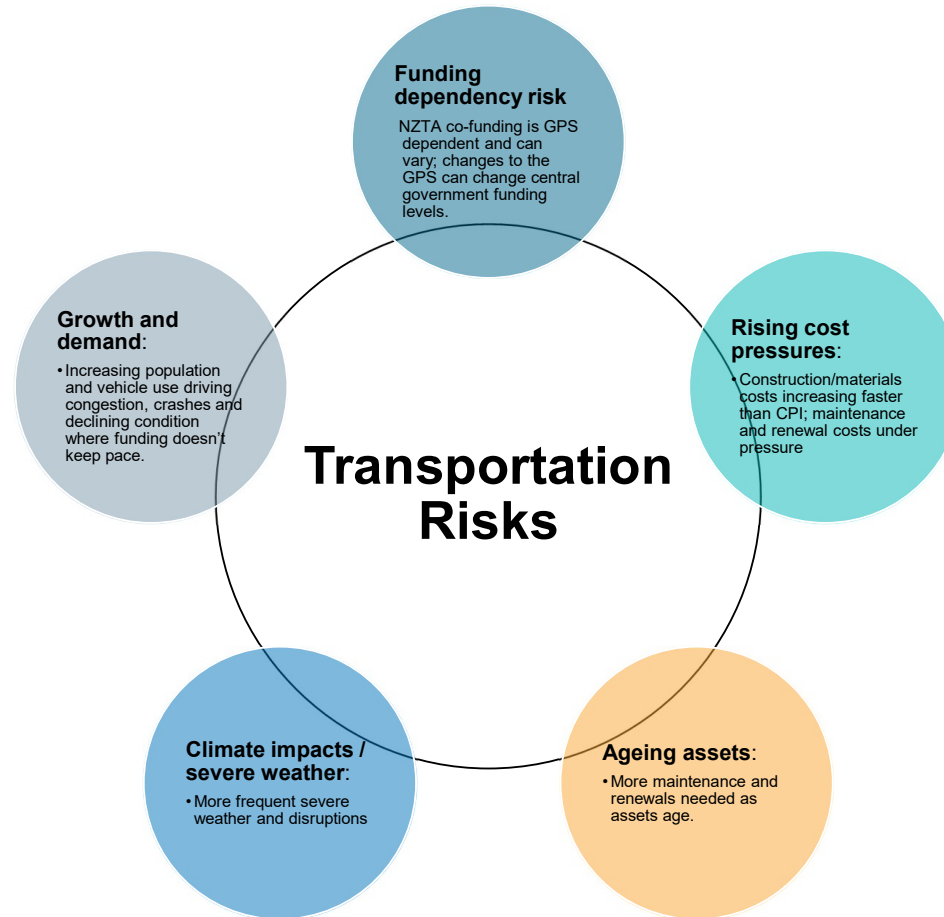 Funding
dependency risk
NZTA co-funding is GPS
dependent and can
vary; changes to the
GPS can change central
government funding
levels.
Growth and
demand:
• Increasing population
and vehicle use driving
congestion, crashes and
declining condition
where funding doesn't
keep pace.
Rising cost
pressures:
• Construction/materials
costs increasing faster
than CPI; maintenance
and renewal costs under
pressure
Transportation
Risks
Climate impacts /
severe weather:
• More frequent severe
weather and disruptions
Ageing assets:
• More maintenance and
renewals needed as
assets age.